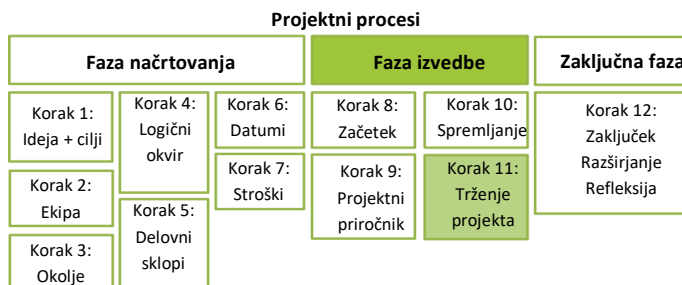 Projektni procesi
Faza načrtovanja
Faza izvedbe
Zaključna faza
Korak 1:
Ideja + cilji
Korak 2:
Ekipa
Korak 3:
Okolje
Korak 4:
Logični
okvir
Korak 5:
Delovni
sklopi
Korak 6:
Datumi
Korak 7:
Stroški
Korak 8:
Začetek
Korak 9:
Projektni
priročnik
Korak 10:
Spremljanje
Korak 11:
Trženje
projekta
Korak 12:
Zaključek
Razširjanje
Refleksija